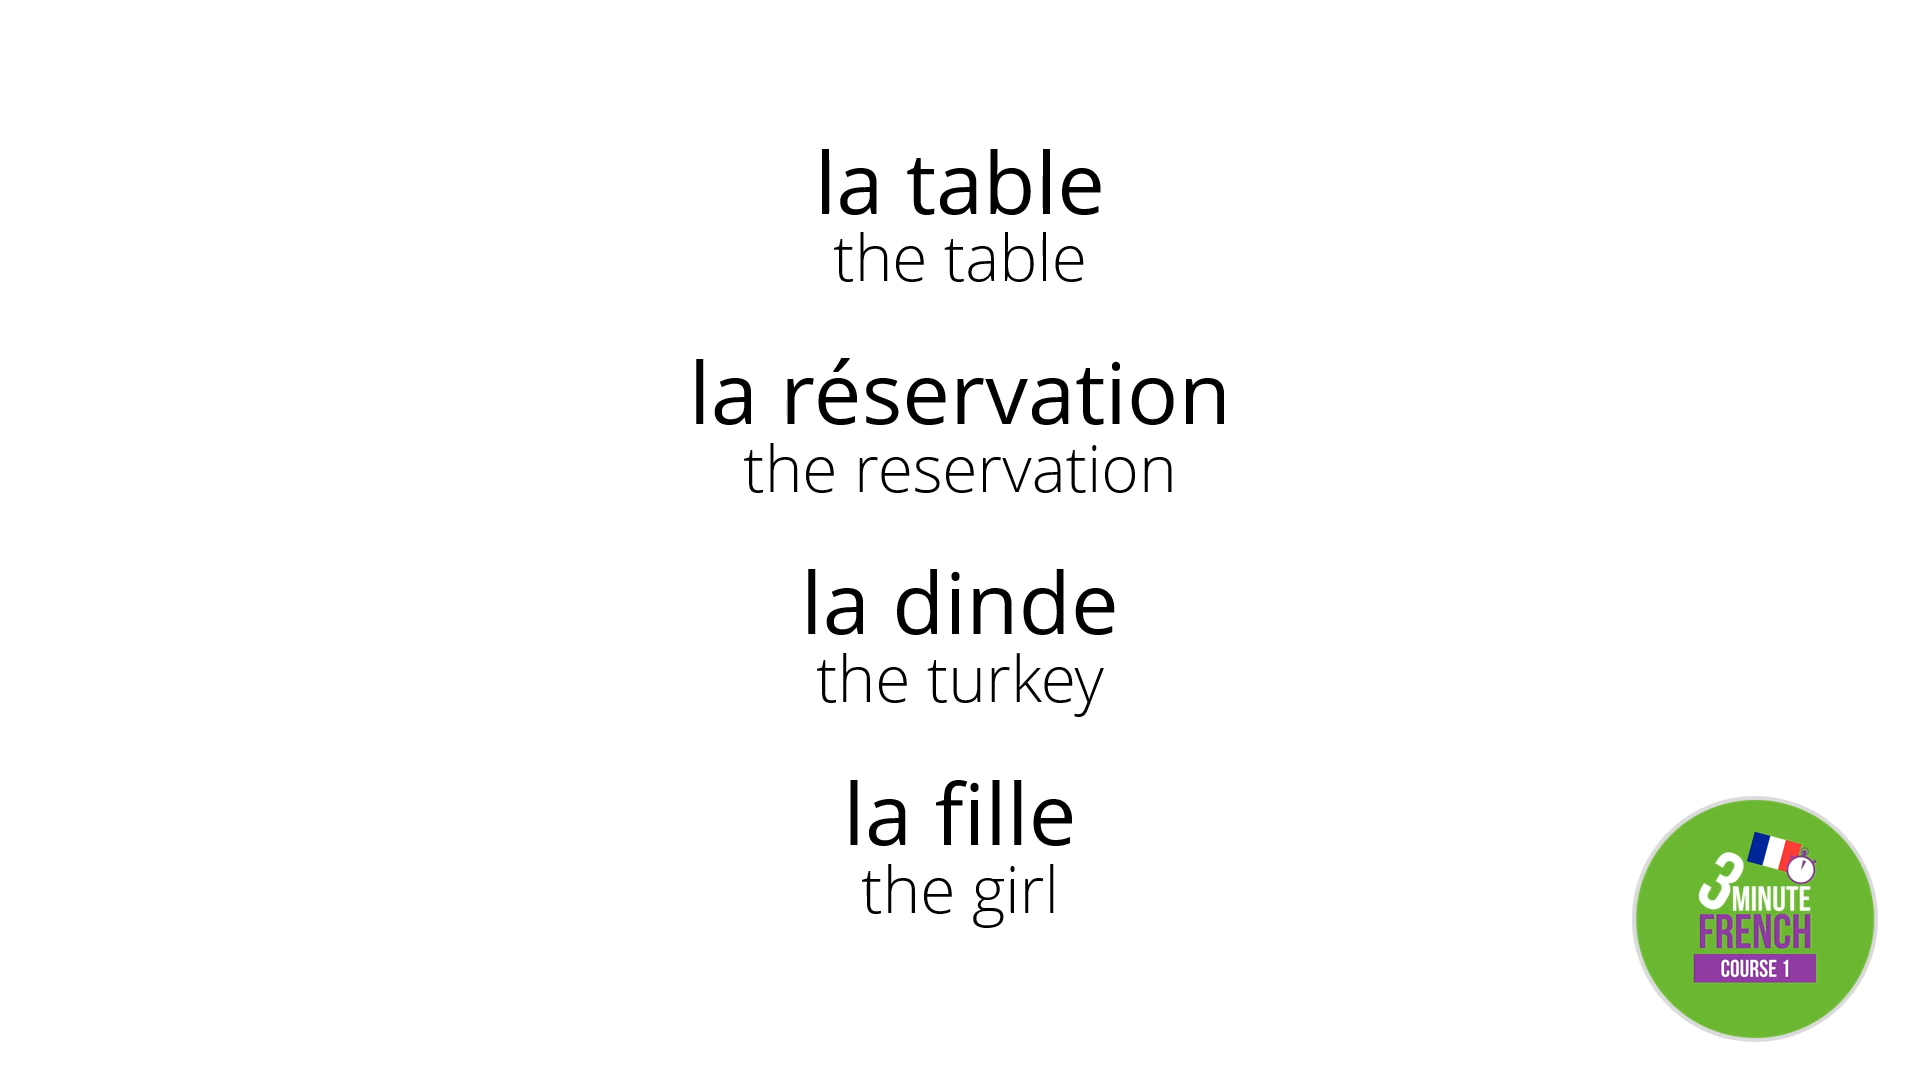 la table
the table
la réservation
the reservation
la dinde
the turkey
la fille
the girl
3 MINUTE
FRENCH
COURSE 1